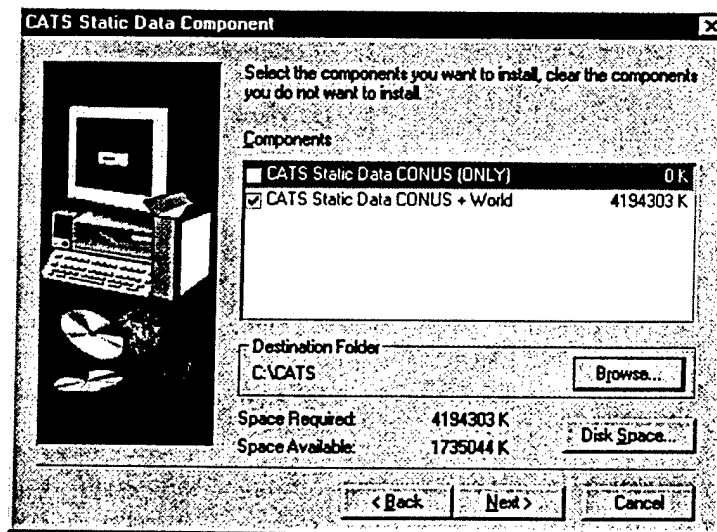 CATS Static Data Component
Select the components you want to install, clear the components
you do not want to install.
Components
CATS Static Data CONUS (ONLY) 0 K
CATS Static Data CONUS + World 4194303 K
Destination Folder
C:\CATS
Browse...
Space Required: 4194303 K
Space Available: 1735044 K
Disk Space...
< Back Next > Cancel